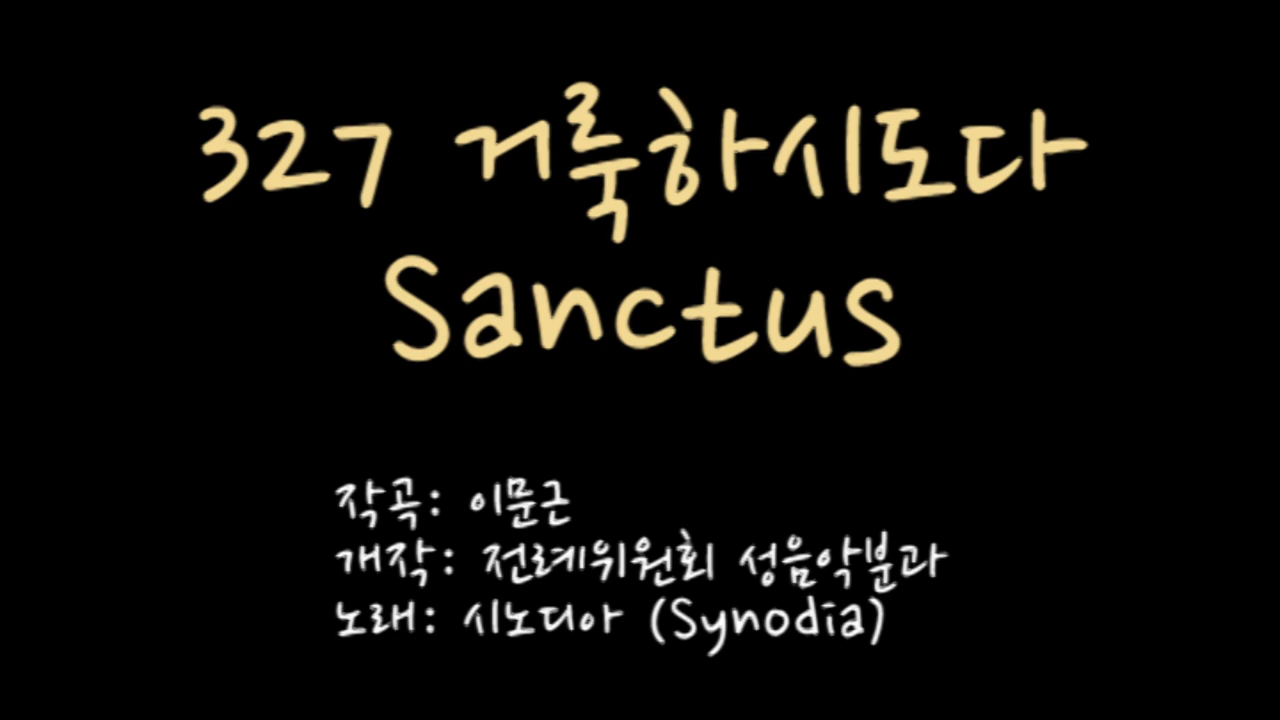 327 거룩하시도다
Sanctus
작곡: 이문근
개작: 전례위원회 성음악분과
노래: 시노디아 (Synodia)